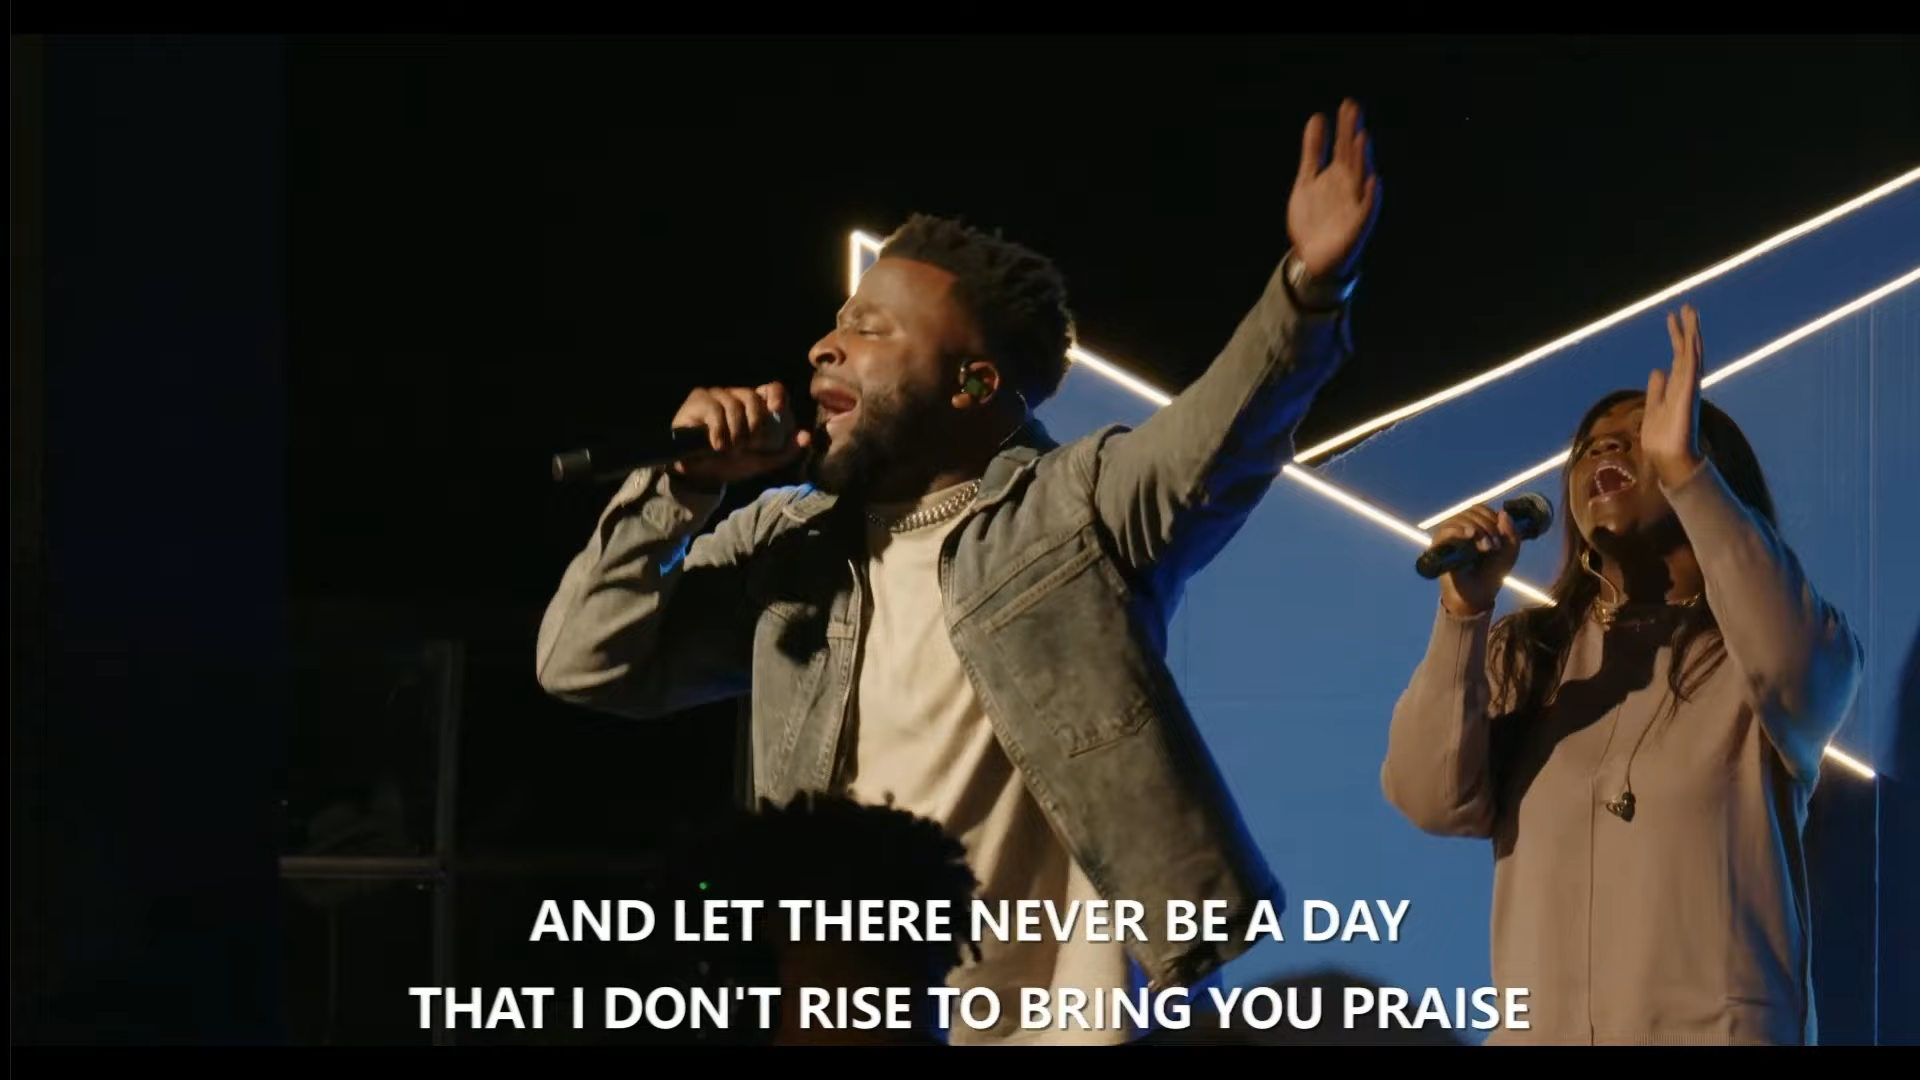 AND LET THERE NEVER BE A DAY
THAT I DON'T RISE TO BRING YOU PRAISE